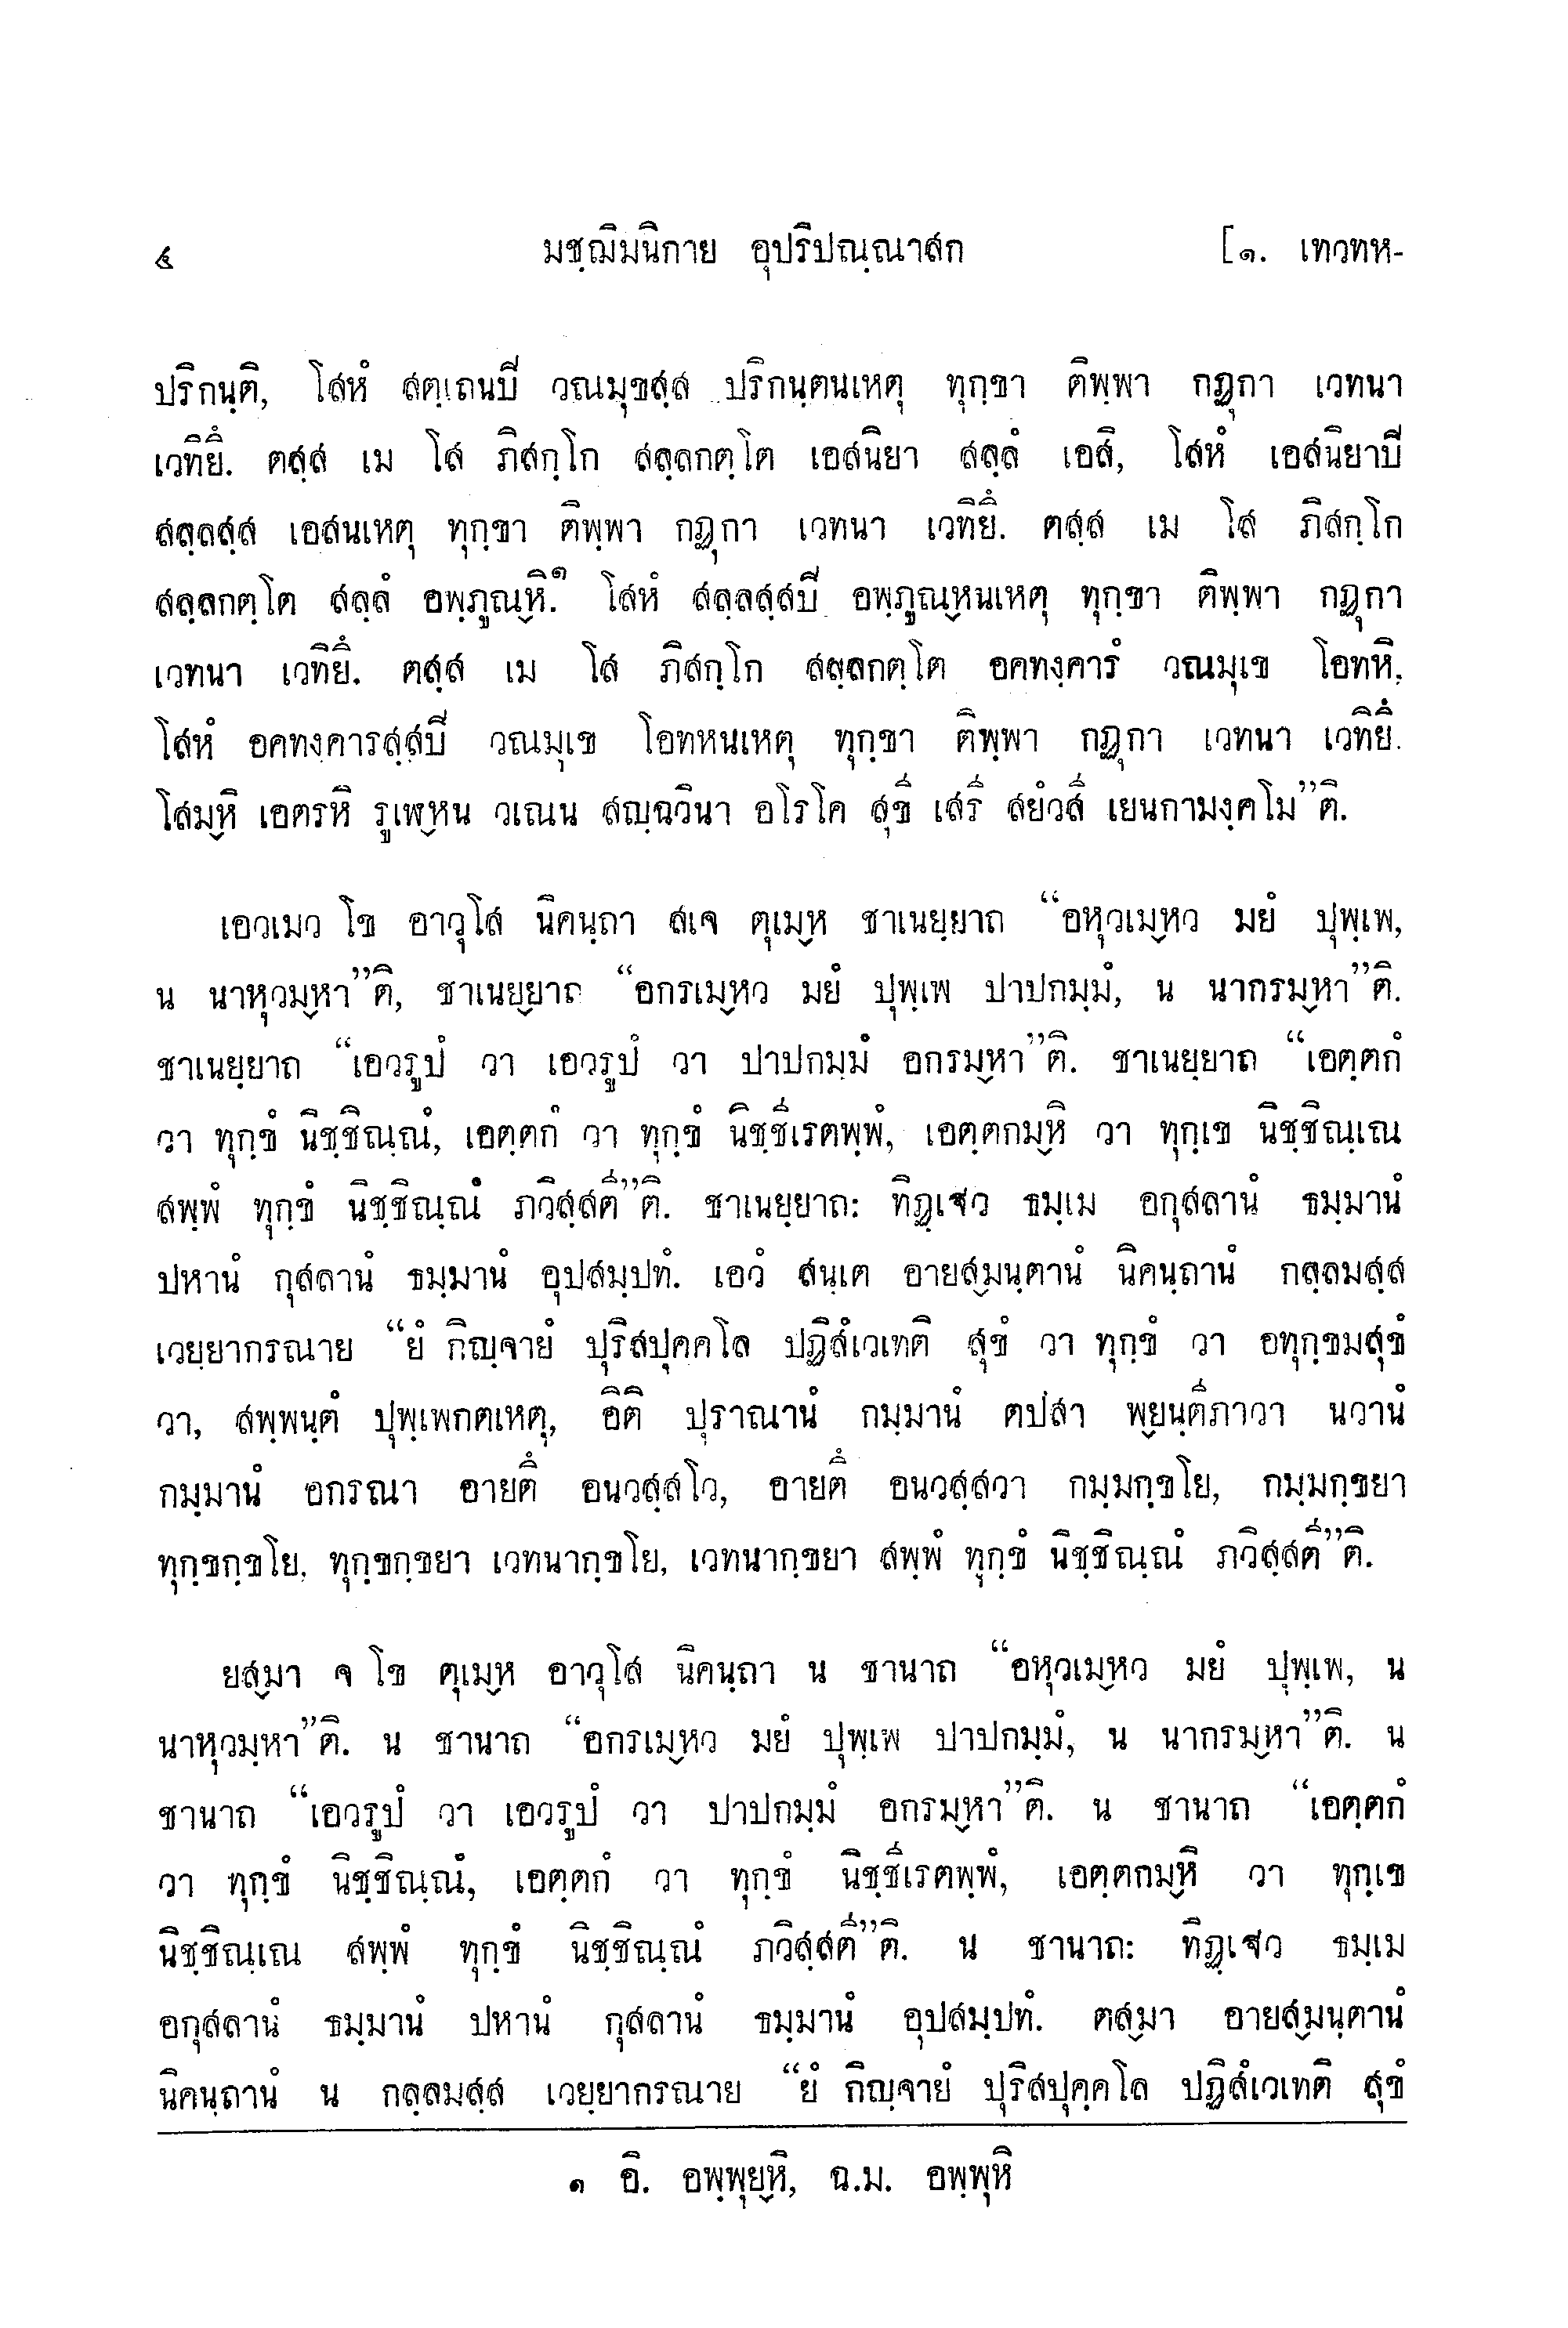 ๔ มชฺฌิมนิกาย อุปริปณฺณาสก [๑. เทวทห-
ปริกนฺติ, โสหํ สตฺเถนปี วณมุขสฺส ปริกนฺตนเหตุ ทุกฺขา ติพฺพา กฏุกา เวทนา
เวทิยึ. ตสฺส เม โส ภิสกฺโก สลฺลกตฺโต เอสนิยา สลฺลํ เอสิ, โสหํ เอสนิยาปี
สลฺลสฺส เอสนเหตุ ทุกฺขา ติพฺพา กฏุกา เวทนา เวทิยึ. ตสฺส เม โส ภิสกฺโก
สลฺลกตฺโต สลฺลํ อพฺภูณฺหิ.๑ โสหํ สลฺลสฺสปี อพฺภูณฺหนเหตุ ทุกฺขา ติพฺพา กฏุกา
เวทนา เวทิยึ. ตสฺส เม โส ภิสกฺโก สลฺลกตฺโต อคทงฺคารํ วณมุเข โอทหิ,
โสหํ อคทงฺคารสฺสปี วณมุเข โอทหนเหตุ ทุกฺขา ติพฺพา กฏุกา เวทนา เวทิยึ.
โสมฺหิ เอตรหิ รูเฬฺหน วเณน สญฺฉวินา อโรโค สุขี เสรี สยํวสี เยนกามงฺคโม”ติ.
เอวเมว โข อาวุโส นิคนฺถา สเจ ตุเมฺห ชาเนยฺยาถ “อหุวเมฺหว มยํ ปุพฺเพ,
น นาหุวมฺหา”ติ, ชาเนยฺยาถ “อกรเมฺหว มยํ ปุพฺเพ ปาปกมฺมํ, น นากรมฺหา”ติ.
ชาเนยฺยาถ “เอวรูปํ วา เอวรูปํ วา ปาปกมฺมํ อกรมฺหา”ติ. ชาเนยฺยาถ “เอตฺตกํ
วา ทุกฺขํ นิชฺชิณฺณํ, เอตฺตกํ วา ทุกฺขํ นิชฺชีเรตพฺพํ, เอตฺตกมฺหิ วา ทุกฺเข นิชฺชิณฺเณ
สพฺพํ ทุกฺขํ นิชฺชิณฺณํ ภวิสฺสตี”ติ. ชาเนยฺยาถ: ทิฏฺเฐว ธมฺเม อกุสลานํ ธมฺมานํ
ปหานํ กุสลานํ ธมฺมานํ อุปสมฺปทํ. เอวํ สนฺเต อายสฺมนฺตานํ นิคนฺถานํ กลฺลมสฺส
เวยฺยากรณาย “ยํ กิญฺจายํ ปุริสปุคฺคโล ปฏิสํเวเทติ สุขํ วา ทุกฺขํ วา อทุกฺขมสุขํ
วา, สพฺพนฺตํ ปุพฺเพกตเหตุ, อิติ ปุราณานํ กมฺมานํ ตปสา พฺยนฺตีภาวา นวานํ
กมฺมานํ อกรณา อายตึ อนวสฺสโว, อายตึ อนวสฺสวา กมฺมกฺขโย, กมฺมกฺขยา
ทุกฺขกฺขโย, ทุกฺขกฺขยา เวทนากฺขโย, เวทนากฺขยา สพฺพํ ทุกฺขํ นิชฺชิณฺณํ ภวิสฺสตี”ติ.
ยสฺมา จ โข ตุเมฺห อาวุโส นิคนฺถา น ชานาถ “อหุวเมฺหว มยํ ปุพฺเพ, น
นาหุวมฺหา”ติ. น ชานาถ “อกรเมฺหว มยํ ปุพฺเพ ปาปกมฺมํ, น นากรมฺหา”ติ. น
ชานาถ “เอวรูปํ วา เอวรูปํ วา ปาปกมฺมํ อกรมฺหา”ติ. น ชานาถ “เอตฺตกํ
วา ทุกฺขํ นิชฺชิณฺณํ, เอตฺตกํ วา ทุกฺขํ นิชฺชีเรตพฺพํ, เอตฺตกมฺหิ วา ทุกฺเข
นิชฺชิณฺเณ สพฺพํ ทุกฺขํ นิชฺชิณฺณํ ภวิสฺสตี”ติ. น ชานาถ: ทิฏฺเฐว ธมฺเม
อกุสลานํ ธมฺมานํ ปหานํ กุสลานํ ธมฺมานํ อุปสมฺปทํ. ตสฺมา อายสฺมนฺตานํ
นิคนฺถานํ น กลฺลมสฺส เวยฺยากรณาย “ยํ กิญฺจายํ ปุริสปุคฺคโล ปฏิสํเวเทติ สุขํ
๑ อิ. อพฺพุยฺหิ, ฉ.ม. อพฺพุหิ